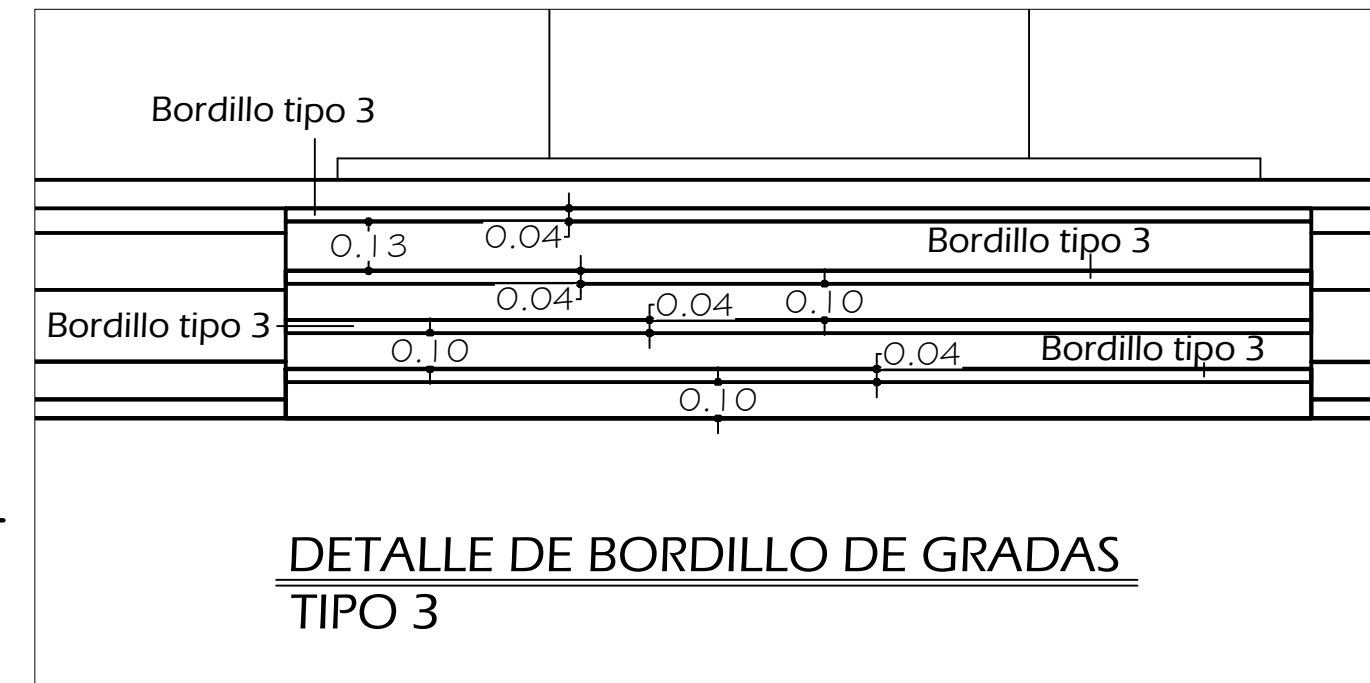 Bordillo tipo 3
0.13
0.04
Bordillo tipo 3
0.04
0.04
0.10
Bordillo tipo 3
0.10
0.04
Bordillo tipo 3
0.10
DETALLE DE BORDILLO DE GRADAS
TIPO 3